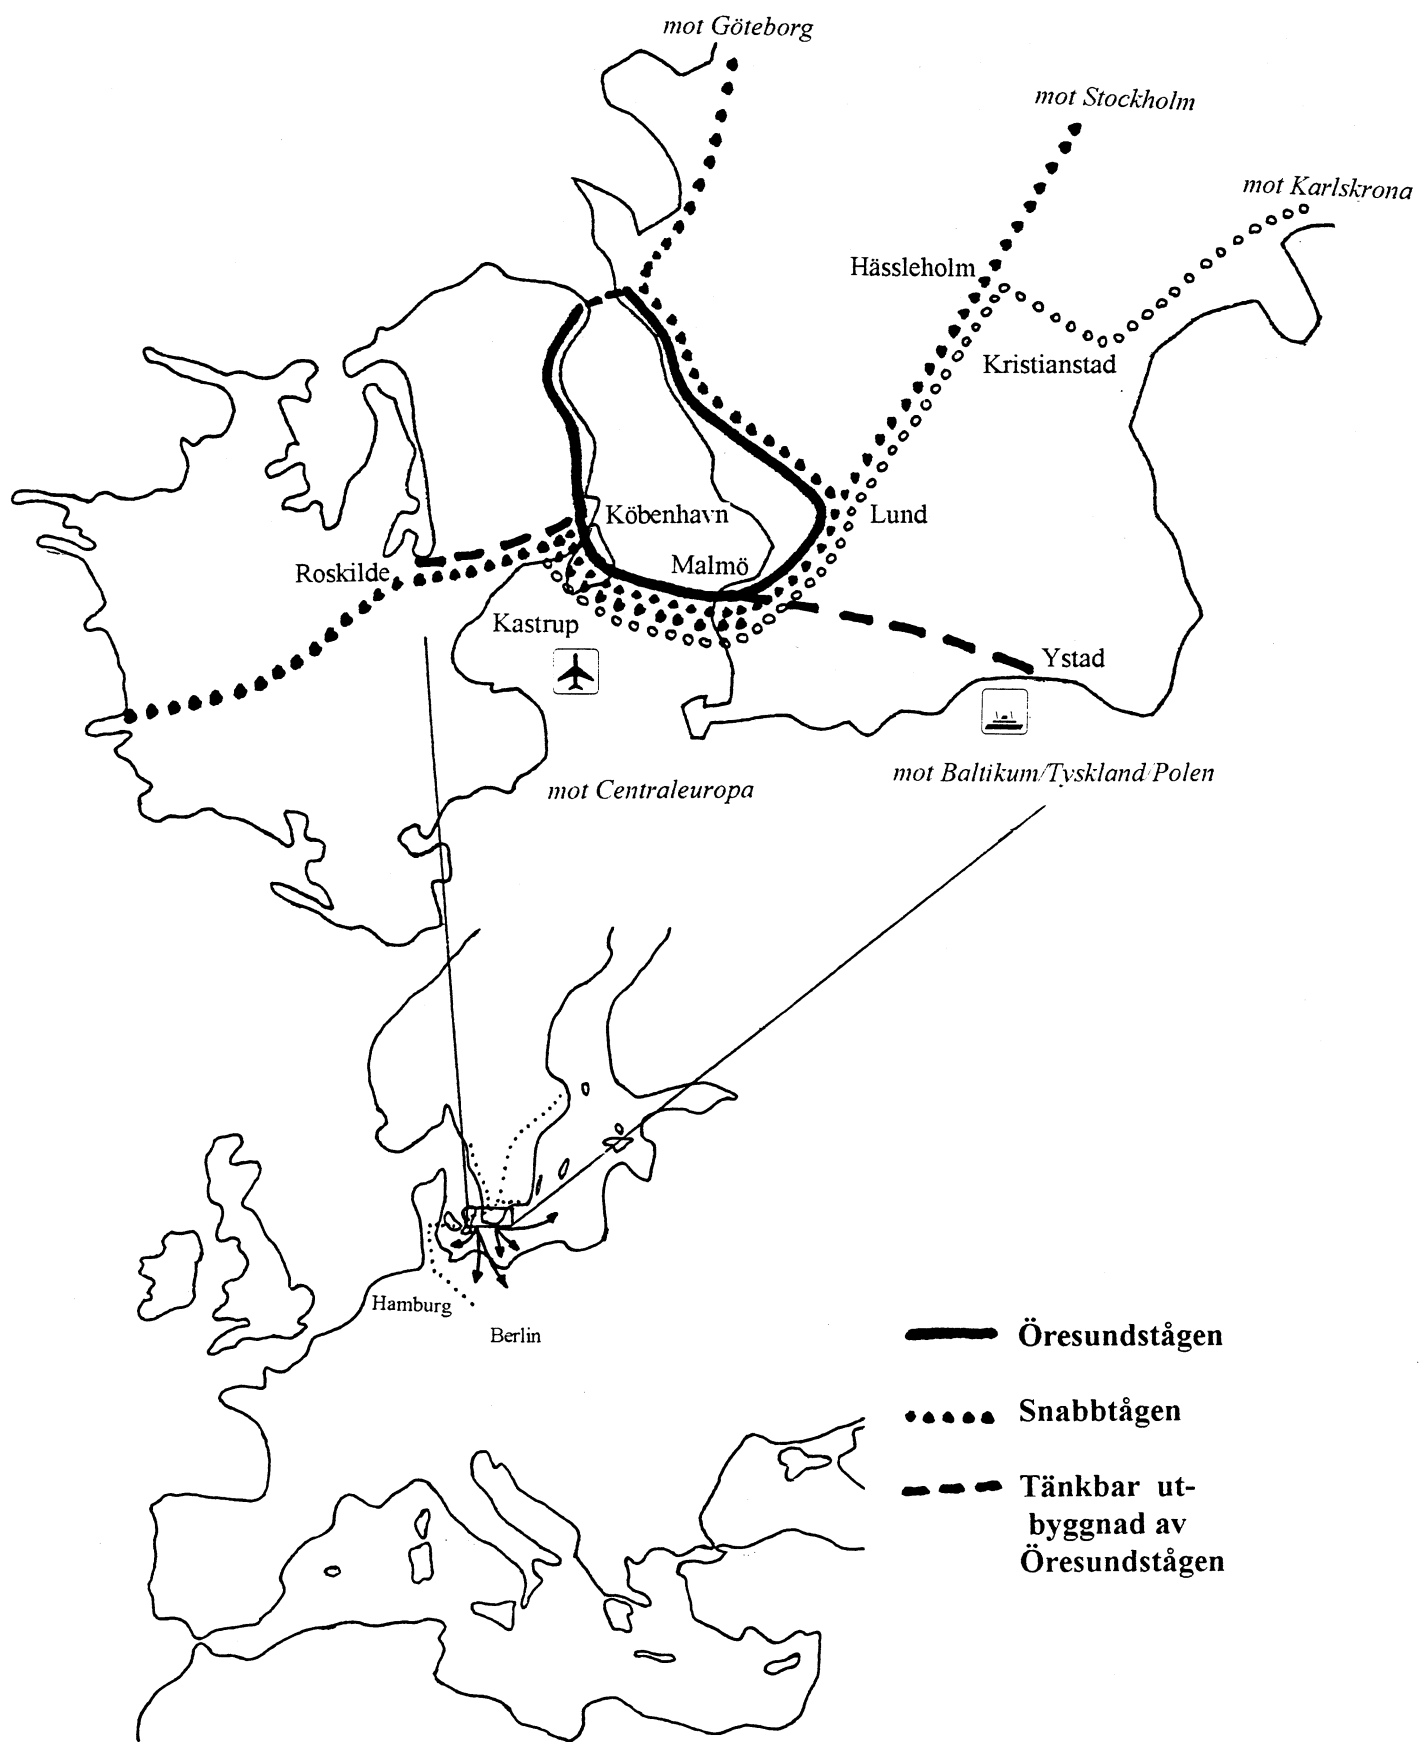 mot Göteborg
mot Stockholm
mot Karlskrona
Hässleholm
Kristianstad
Köbenhavn
Lund
Malmö
Roskilde
Kastrup
Ystad
mot Baltikum/Tyskland/Polen
mot Centraleuropa
Hamburg
Berlin
Öresundstågen
Snabbtågen
Tänkbar ut-
byggnad av
Öresundstågen